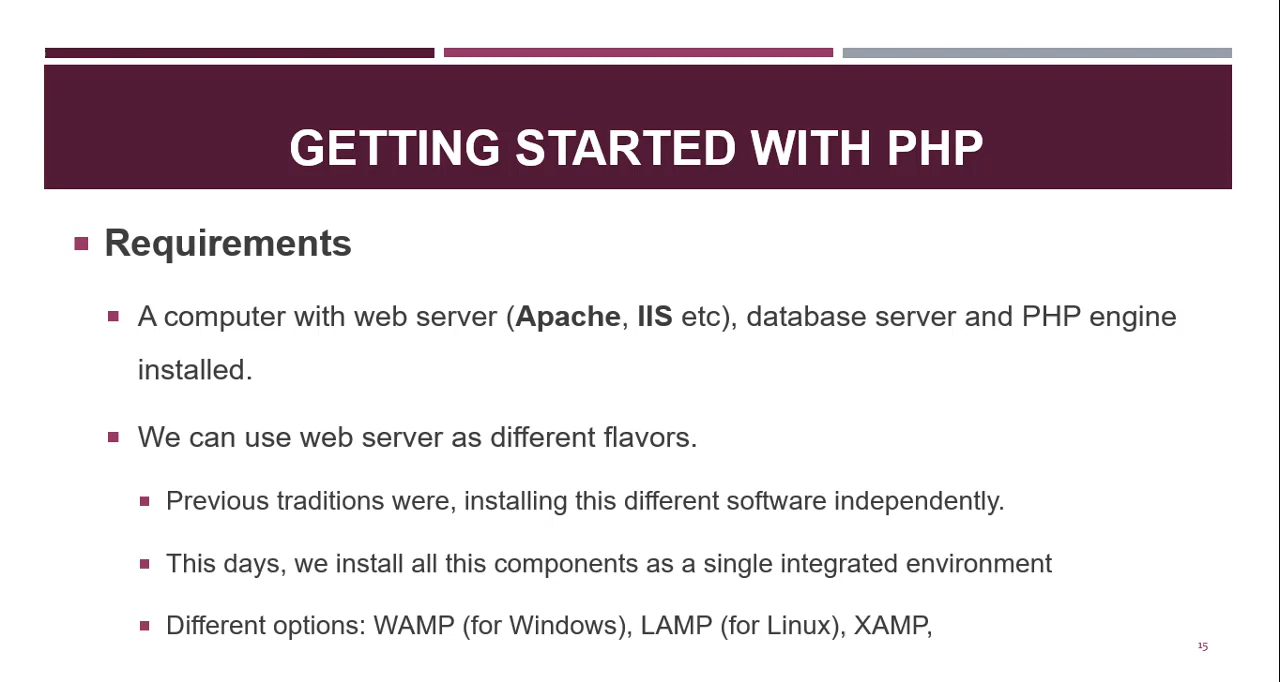 GETTING STARTED WITH PHP
Requirements
A computer with web server (Apache, IIS etc), database server and PHP engine
installed.
We can use web server as different flavors.
Previous traditions were, installing this different software independently.
This days, we install all this components as a single integrated environment
Different options: WAMP (for Windows), LAMP (for Linux), XAMP,
15